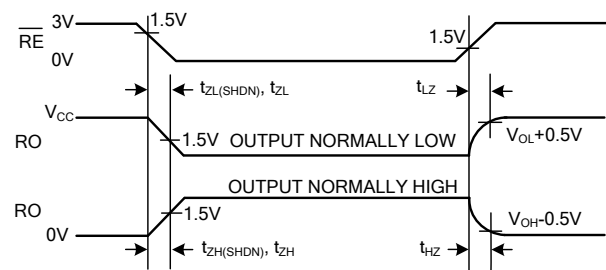 3V
1.5V
1.5V
RE
0V
tZL(SHDN), tZL
tLZ
VCC
RO
1.5V
OUTPUT NORMALLY LOW
VOL+0.5V
OUTPUT NORMALLY HIGH
RO
1.5V
VOH-0.5V
0V
tZH(SHDN), tZH
tHZ